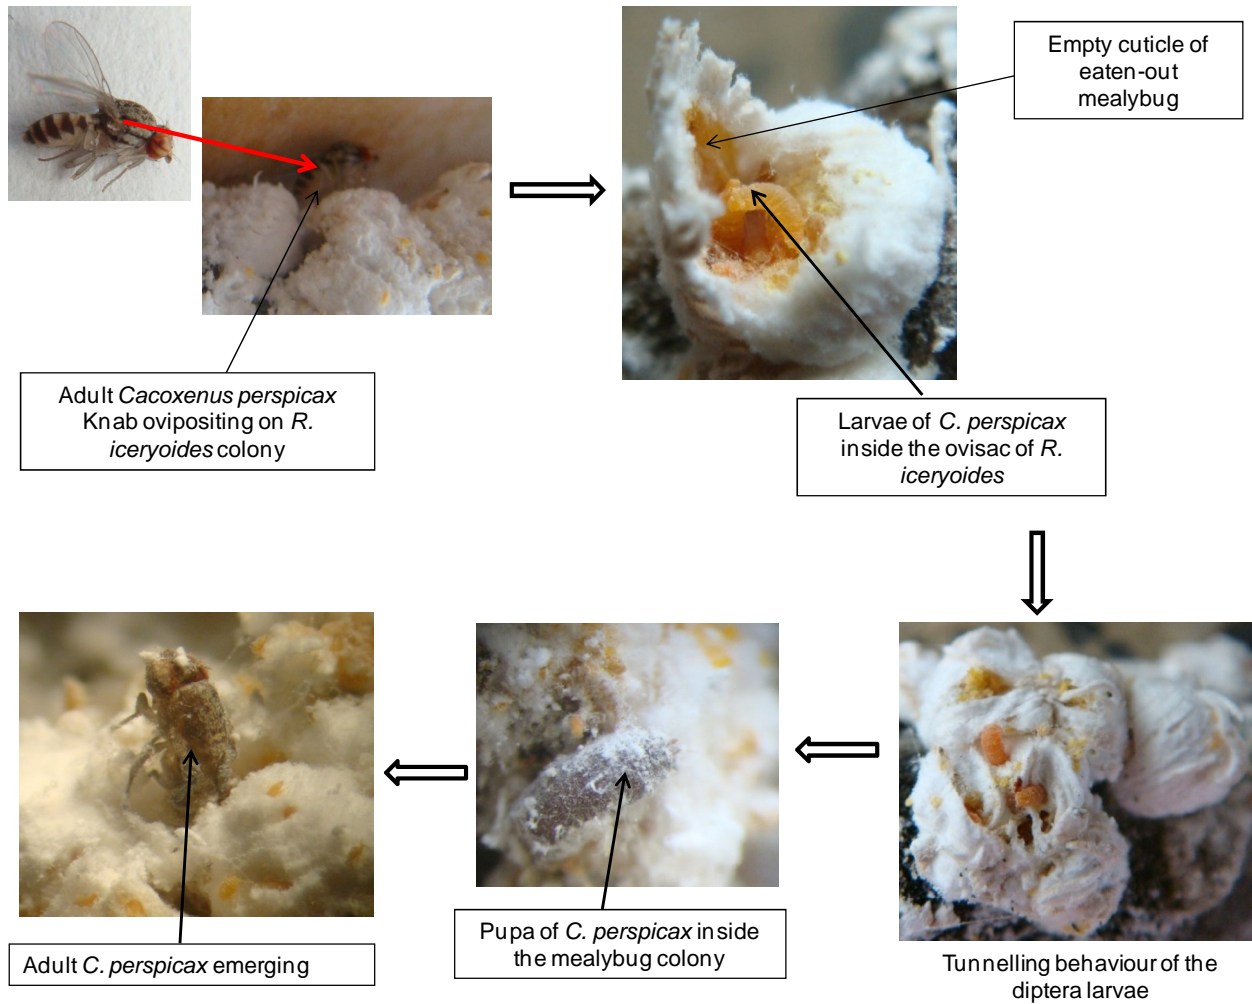 Empty cuticle of
eaten-out
mealybug
Adult Cacoxenus perspicax
Knab ovipositing on R.
iceryoides colony
Larvae of C. perspicax
inside the ovisac of R.
iceryoides
Adult C. perspicax emerging
Pupa of C. perspicax inside
the mealybug colony
Tunnelling behaviour of the
diptera larvae